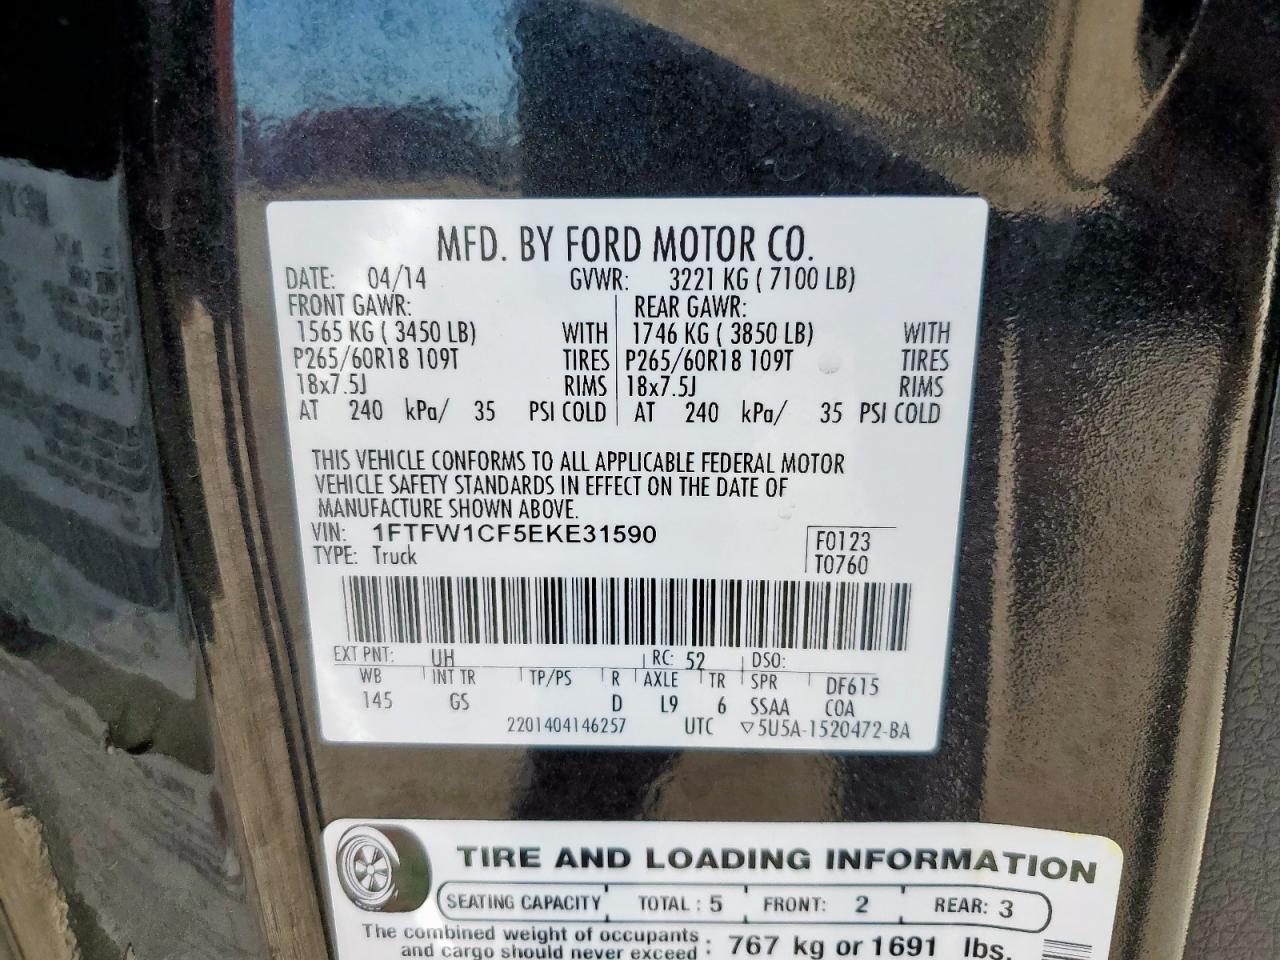 MFD. BY FORD MOTOR CO.
DATE: 04/14 GVWR: 3221 KG ( 7100 LB)
FRONT GAWR: REAR GAWR:
1565 KG ( 3450 LB) WITH 1746 KG ( 3850 LB) WITH
P265/60R18 109T TIRES P265/60R18 109T TIRES
18x7.5J RIMS 18x7.5J RIMS
AT 240 kPa/ 35 PSI COLD AT 240 kPa/ 35 PSI COLD
THIS VEHICLE CONFORMS TO ALL APPLICABLE FEDERAL MOTOR
VEHICLE SAFETY STANDARDS IN EFFECT ON THE DATE OF
MANUFACTURE SHOWN ABOVE.
VIN: 1FTFW1CF5EKE31590 F0123
TYPE: Truck T0760
EXT PNT: UH RC: 52 DSO:
WB INT TR TP/PS R AXLE TR SPR DF615
145 GS D L9 6 SSAA COA
2201404146257 UTC ▽5U5A-1520472-BA
TIRE AND LOADING INFORMATION
SEATING CAPACITY TOTAL : 5 FRONT: 2 REAR: 3
The combined weight of occupants
and cargo should never exceed : 767 kg or 1691 lbs.